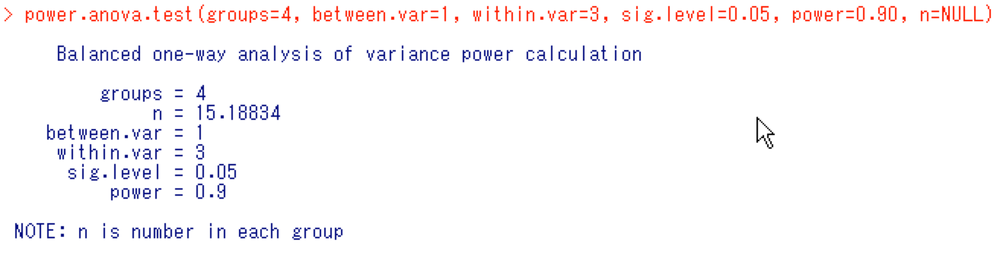 > power.anova.test(groups=4, between.var=1, within.var=3, sig.level=0.05, power=0.90, n=NULL)
Balanced one-way analysis of variance power calculation
groups = 4
n = 15.18834
between.var = 1
within.var = 3
sig.level = 0.05
power = 0.9
NOTE: n is number in each group